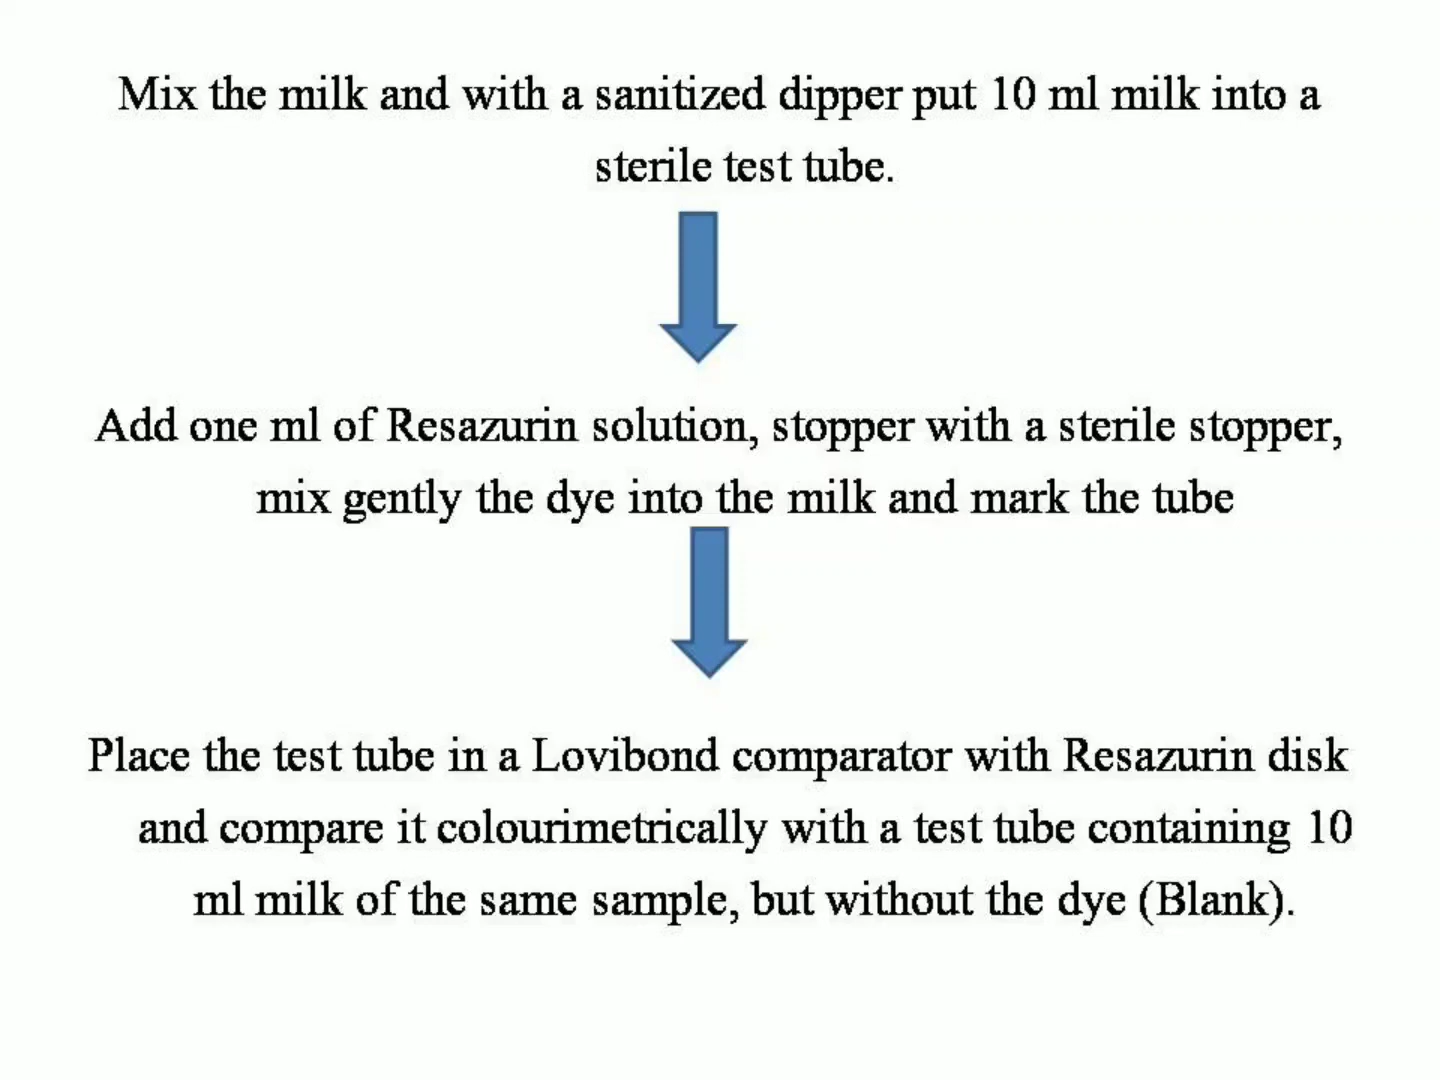 Mix the milk and with a sanitized dipper put 10 ml milk into a
sterile test tube.
Add one ml of Resazurin solution, stopper with a sterile stopper,
mix gently the dye into the milk and mark the tube
Place the test tube in a Lovibond comparator with Resazurin disk
and compare it colourimetrically with a test tube containing 10
ml milk of the same sample, but without the dye (Blank).